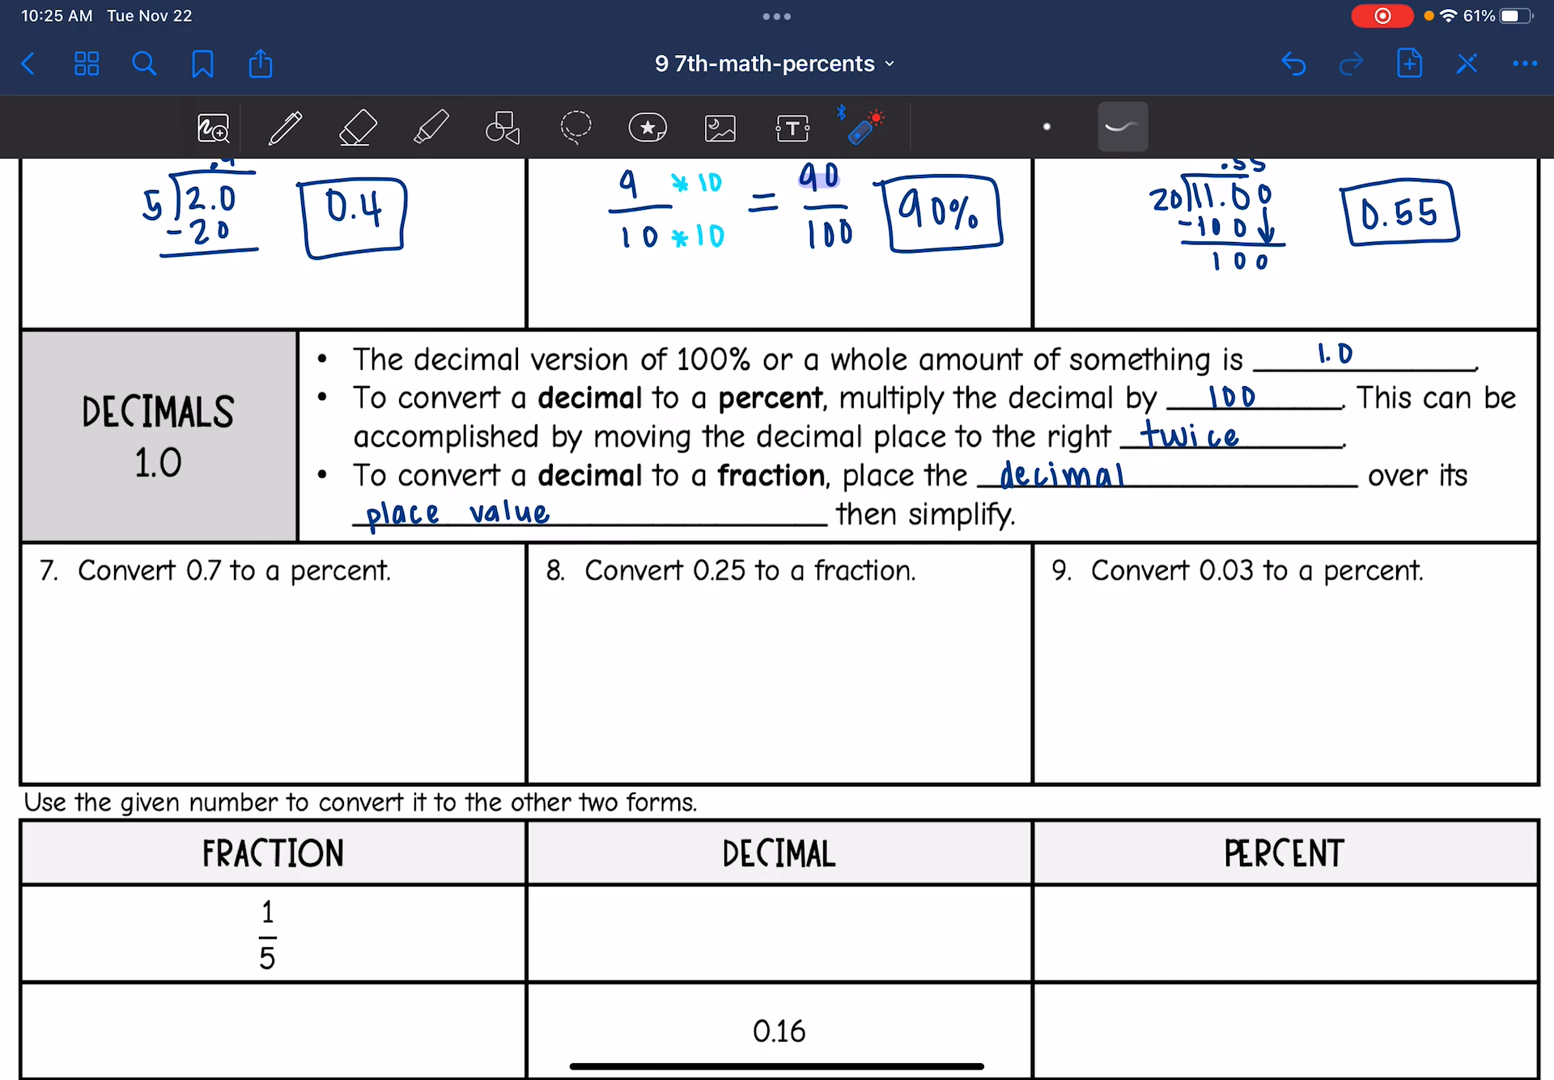 10:25 AM Tue Nov 22
61%
9 7th-math-percents
T
5 2.0
-20
0.4
9 *10
10 *10
=
90
100
90%
.55
20 11.00
-100
100
0.55
DECIMALS
1.0
• The decimal version of 100% or a whole amount of something is 1.0.
• To convert a decimal to a percent, multiply the decimal by 100. This can be
accomplished by moving the decimal place to the right twice.
• To convert a decimal to a fraction, place the decimal over its
place value then simplify.
7. Convert 0.7 to a percent.
8. Convert 0.25 to a fraction.
9. Convert 0.03 to a percent.
Use the given number to convert it to the other two forms.
FRACTION
DECIMAL
PERCENT
1
5
0.16